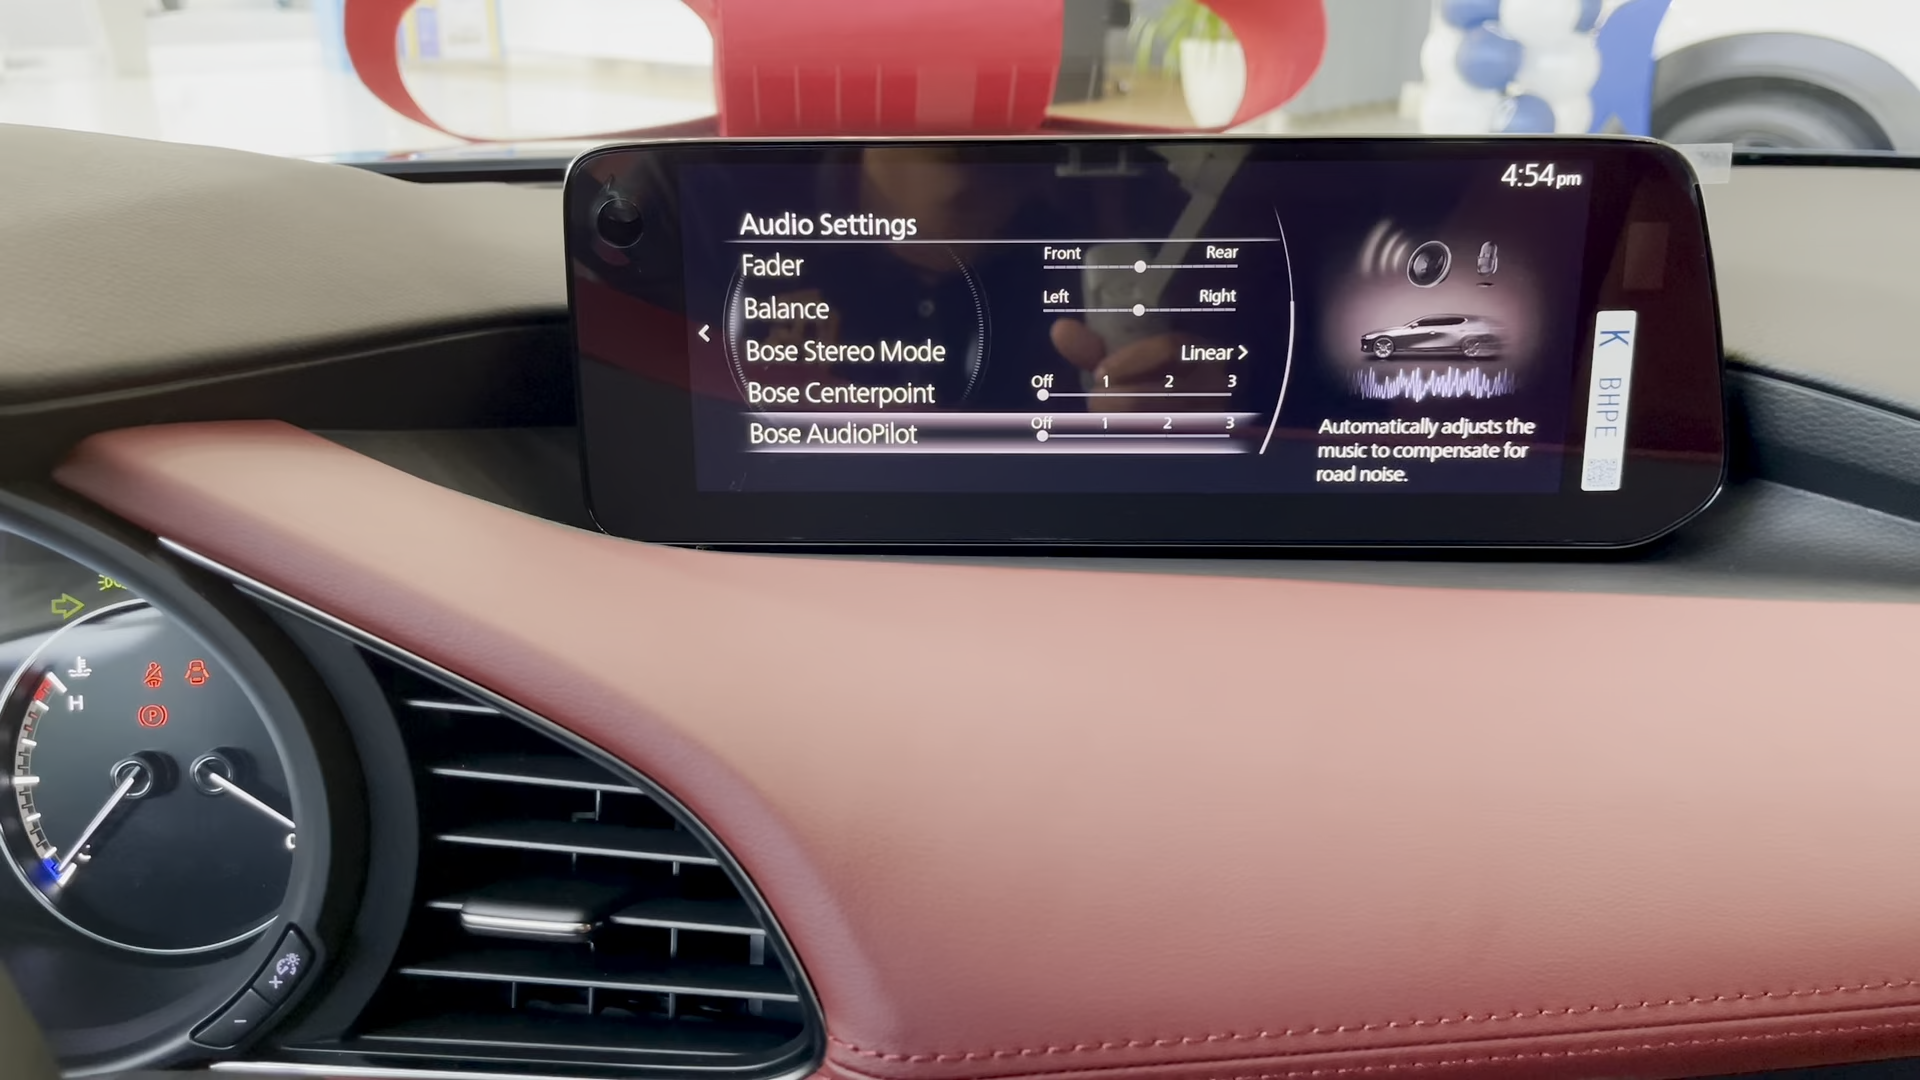 4:54pm
Audio Settings
Fader
Front
Rear
Balance
Left
Right
Bose Stereo Mode
Linear
Bose Centerpoint
Off 1 2 3
Bose AudioPilot
Off 1 2 3
Automatically adjusts the
music to compensate for
road noise.
K BHPE
H
P
C